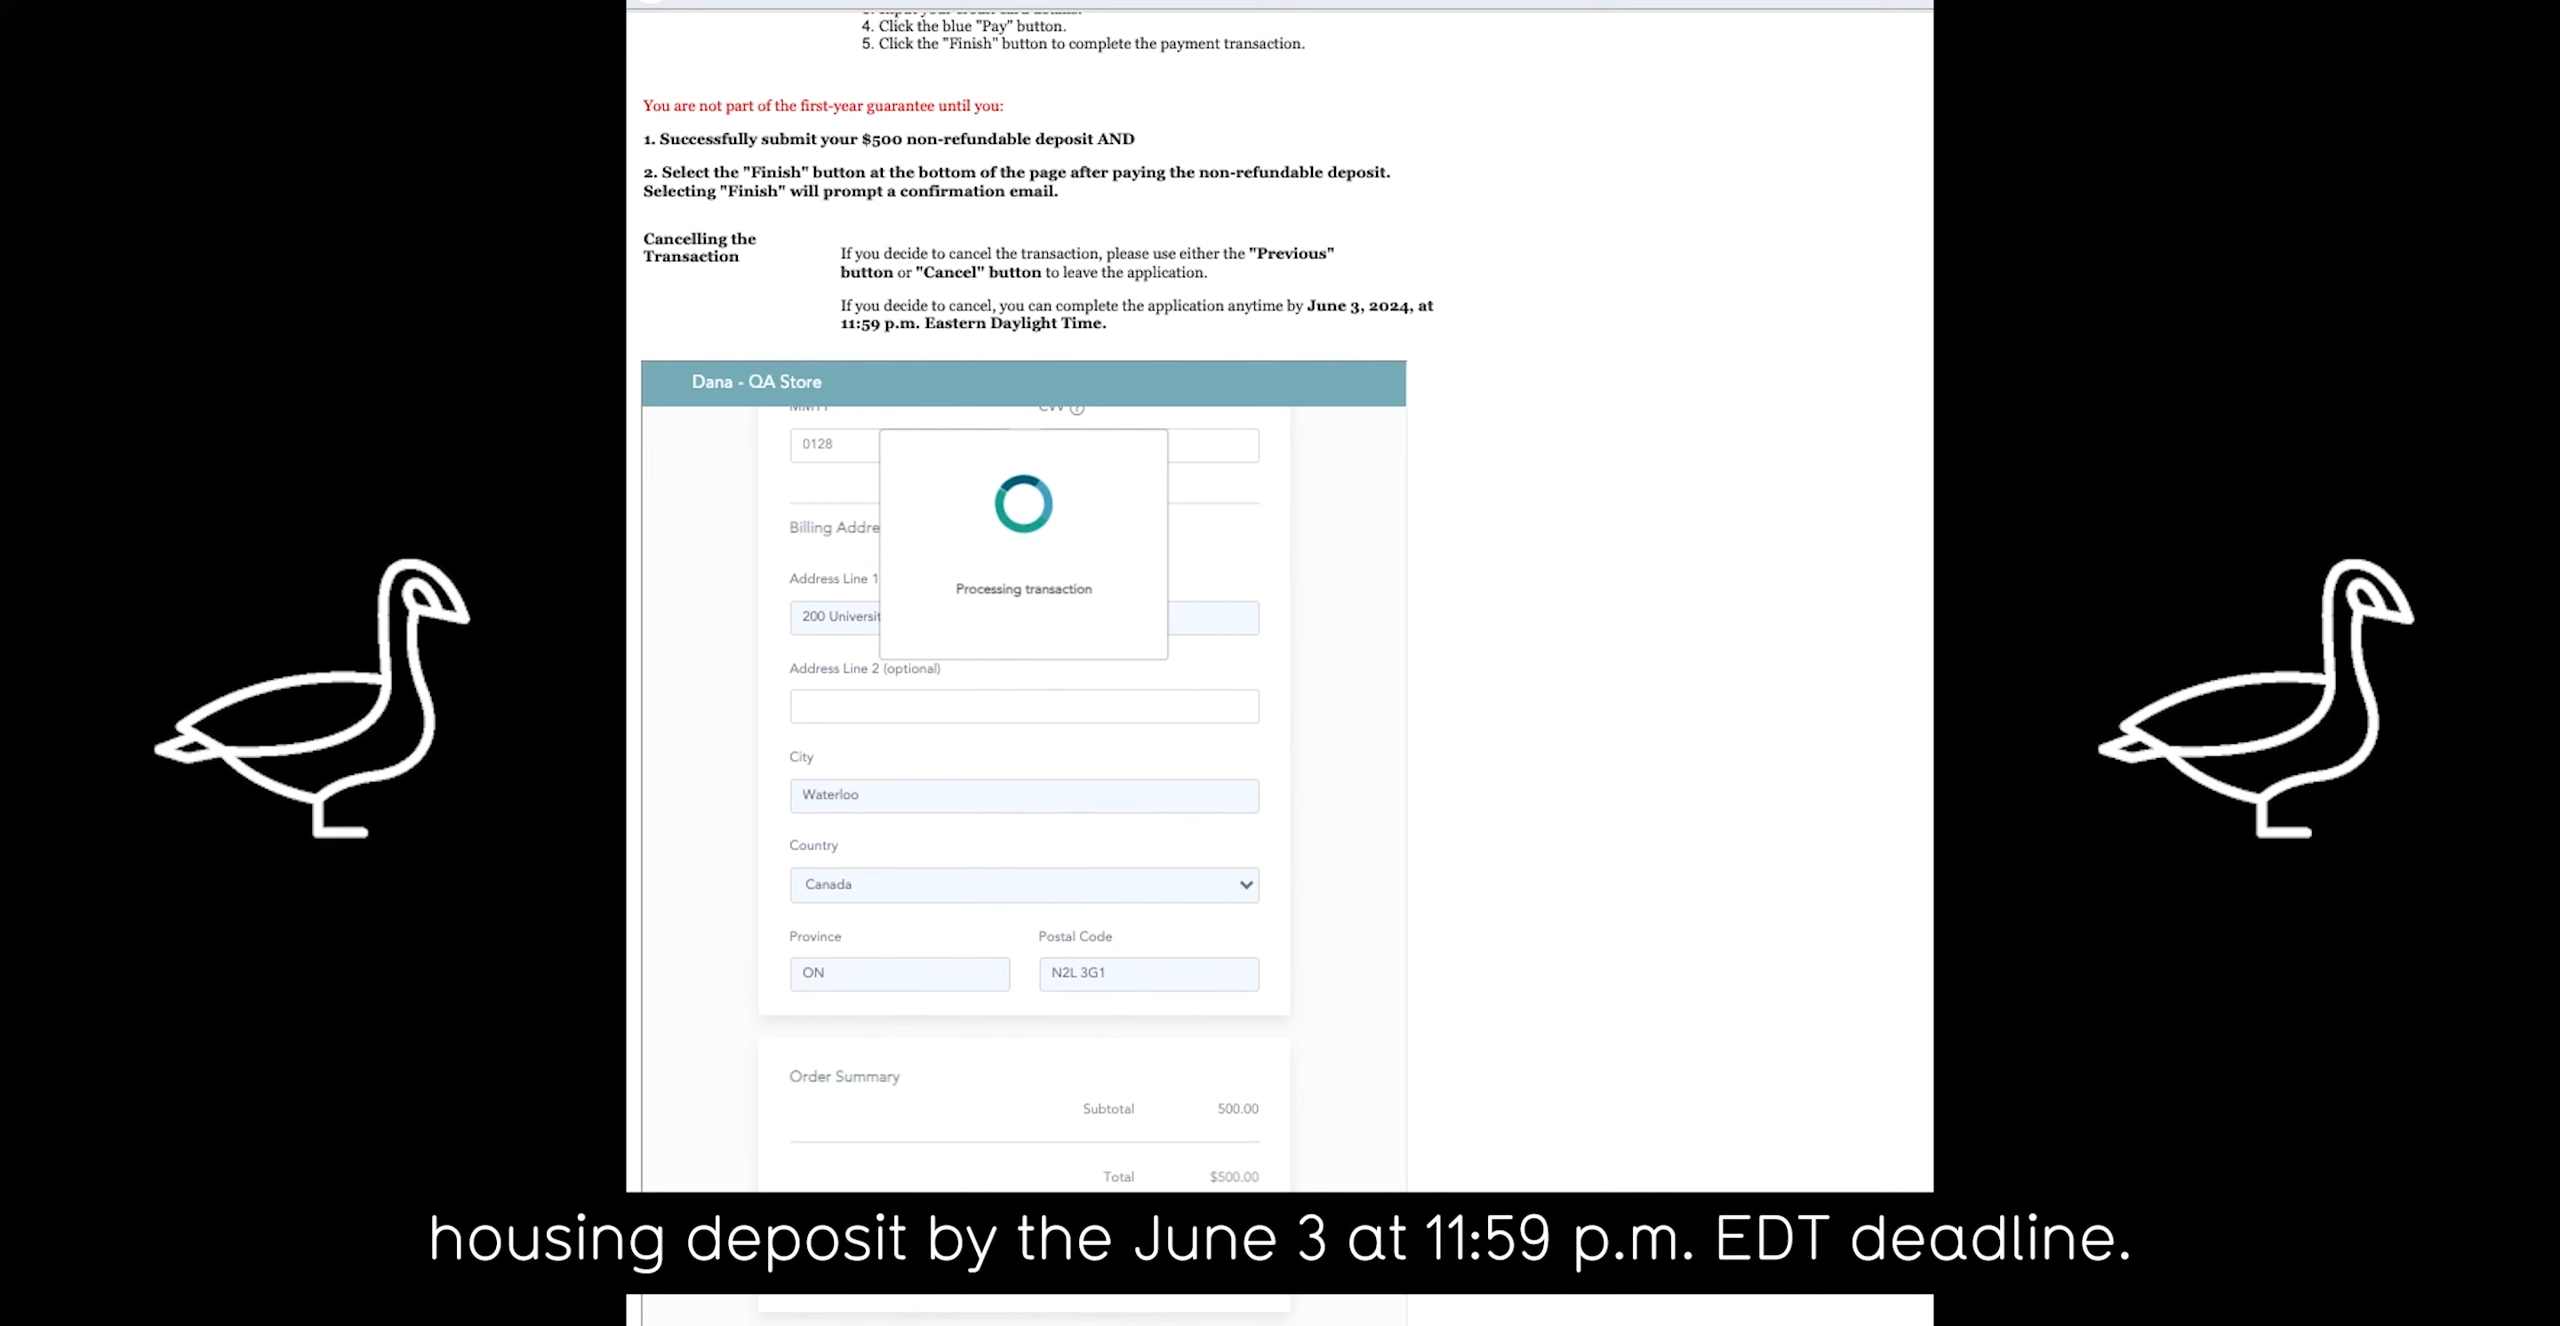 4. Click the blue "Pay" button.
5. Click the "Finish" button to complete the payment transaction.
You are not part of the first-year guarantee until you:
1. Successfully submit your $500 non-refundable deposit AND
2. Select the "Finish" button at the bottom of the page after paying the non-refundable deposit.
Selecting "Finish" will prompt a confirmation email.
Cancelling the
Transaction
If you decide to cancel the transaction, please use either the "Previous"
button or "Cancel" button to leave the application.
If you decide to cancel, you can complete the application anytime by June 3, 2024, at
11:59 p.m. Eastern Daylight Time.
Dana - QA Store
0128
Processing transaction
Billing Addre
Address Line 1
200 Universit
Address Line 2 (optional)
City
Waterloo
Country
Canada
Province
Postal Code
ON
N2L 3G1
Order Summary
Subtotal 500.00
Total $500.00
housing deposit by the June 3 at 11:59 p.m. EDT deadline.